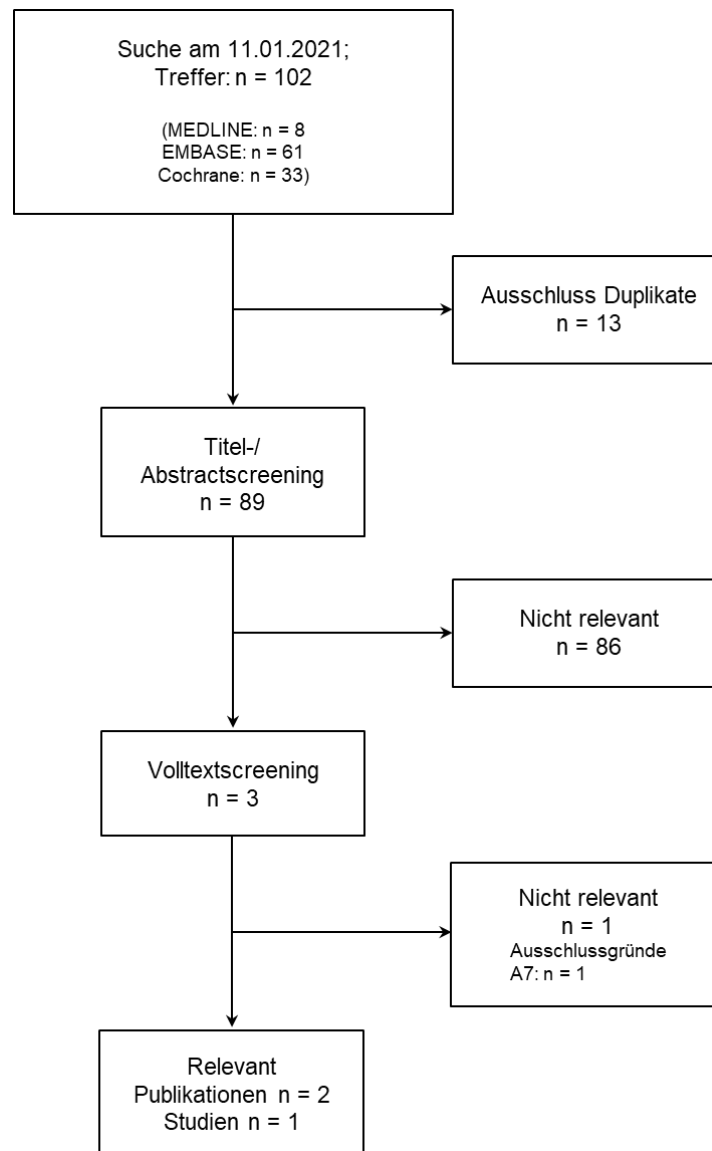 Suche am 11.01.2021;
Treffer: n = 102
(MEDLINE: n = 8
EMBASE: n = 61
Cochrane: n = 33)
Ausschluss Duplikate
n = 13
Titel-/
Abstractscreening
n = 89
Nicht relevant
n = 86
Volltextscreening
n = 3
Nicht relevant
n = 1
Ausschlussgründe
A7: n = 1
Relevant
Publikationen n = 2
Studien n = 1